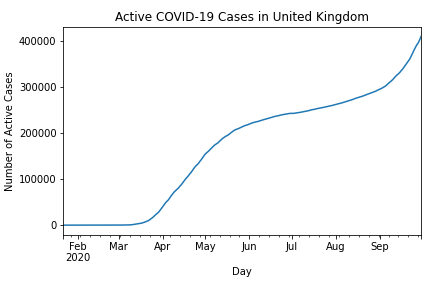 Active COVID-19 Cases in United Kingdom
400000
300000
200000
100000
0
Number of Active Cases
Feb Mar Apr May Jun Jul Aug Sep
2020
Day